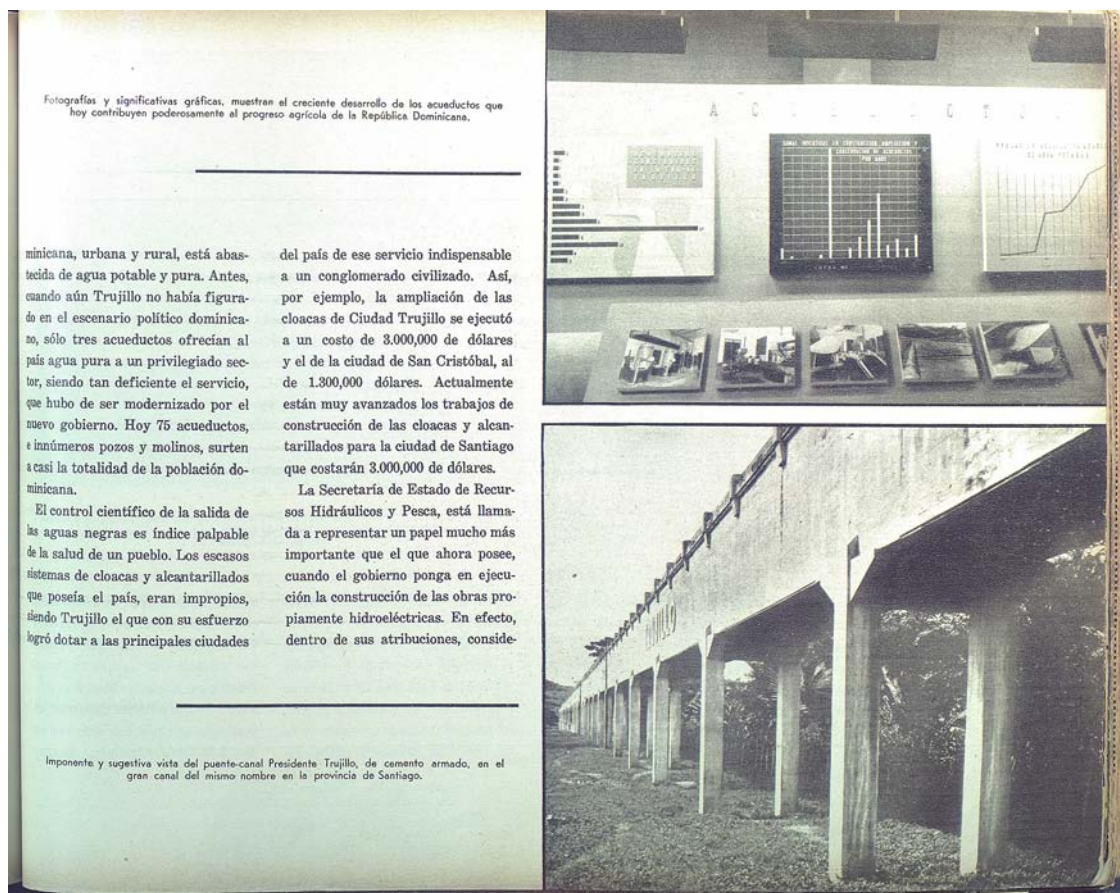 Fotografías y significativas gráficas, muestran el creciente desarrollo de los acueductos que
hoy contribuyen poderosamente al progreso agrícola de la República Dominicana.
minicana, urbana y rural, está abas-
tecida de agua potable y pura. Antes,
cuando aún Trujillo no había figura-
do en el escenario político dominica-
no, sólo tres acueductos ofrecían al
país agua pura a un privilegiado sec-
tor, siendo tan deficiente el servicio,
que hubo de ser modernizado por el
nuevo gobierno. Hoy 75 acueductos,
e innúmeros pozos y molinos, surten
a casi la totalidad de la población do-
minicana.
El control científico de la salida de
las aguas negras es índice palpable
de la salud de un pueblo. Los escasos
sistemas de cloacas y alcantarillados
que poseía el país, eran impropios,
siendo Trujillo el que con su esfuerzo
logró dotar a las principales ciudades
del país de ese servicio indispensable
a un conglomerado civilizado. Así,
por ejemplo, la ampliación de las
cloacas de Ciudad Trujillo se ejecutó
a un costo de 3.000,000 de dólares
y el de la ciudad de San Cristóbal, al
de 1.300,000 dólares. Actualmente
están muy avanzados los trabajos de
construcción de las cloacas y alcan-
tarillados para la ciudad de Santiago
que costarán 3.000,000 de dólares.
La Secretaría de Estado de Recur-
sos Hidráulicos y Pesca, está llama-
da a representar un papel mucho más
importante que el que ahora posee,
cuando el gobierno ponga en ejecu-
ción la construcción de las obras pro-
piamente hidroeléctricas. En efecto,
dentro de sus atribuciones, conside-
Imponente y sugestiva vista del puente-canal Presidente Trujillo, de cemento armado, en el
gran canal del mismo nombre en la provincia de Santiago.
SUMAS INVERTIDAS EN CONSTRUCCION, AMPLIACION Y
CONSERVACION DE ACUEDUCTOS
POR AÑOS
DE AGUA POTABLE
TRUJILLO